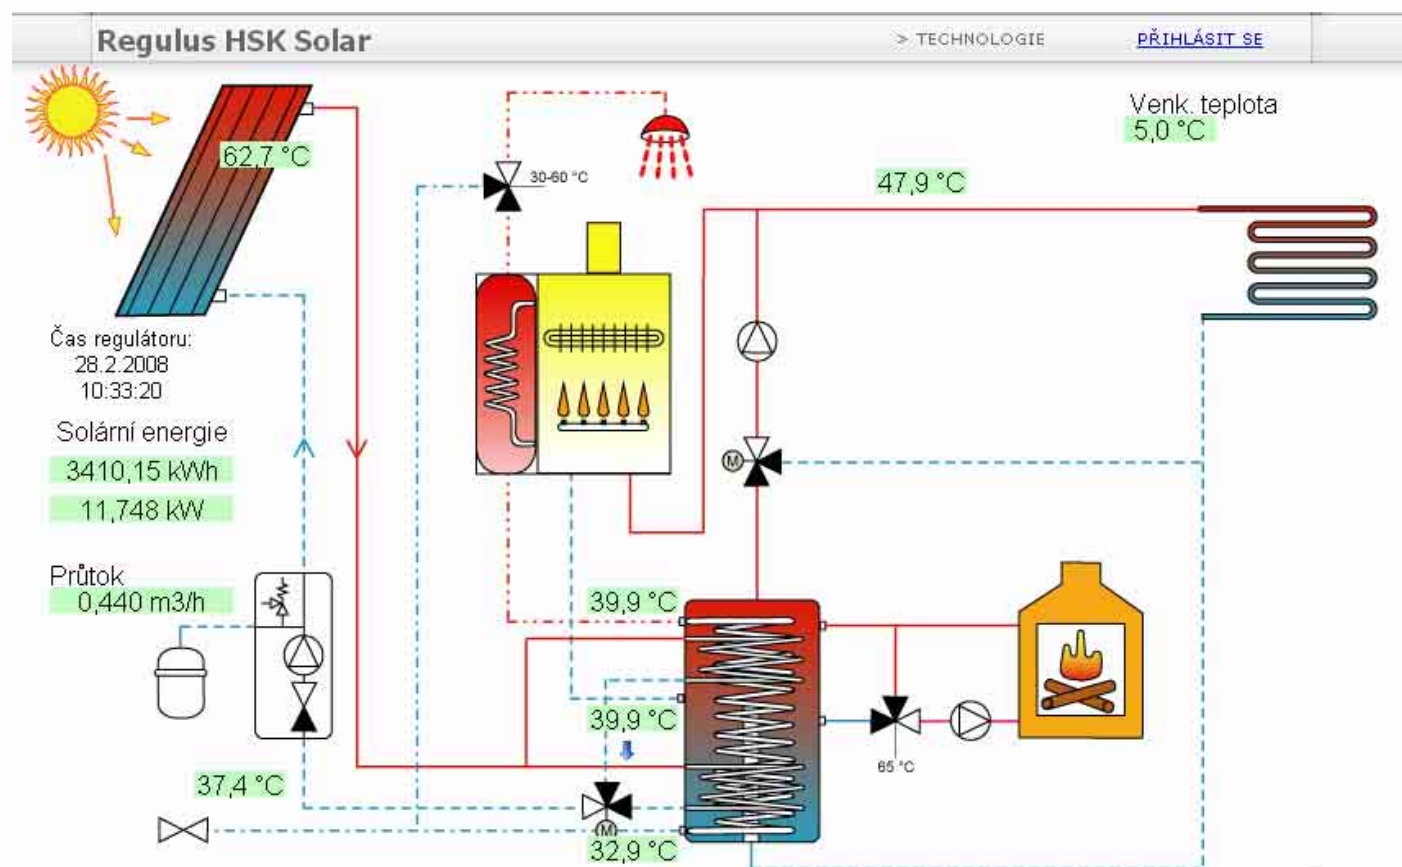 Regulus HSK Solar
> TECHNOLOGIE
PŘIHLÁSIT SE
Venk. teplota
5,0 °C
62,7 °C
30-60 °C
47,9 °C
Čas regulátoru:
28.2.2008
10:33:20
Solární energie
3410,15 kWh
11,748 kW
M
Průtok
0,440 m3/h
39,9 °C
39,9 °C
65 °C
37,4 °C
M
32,9 °C